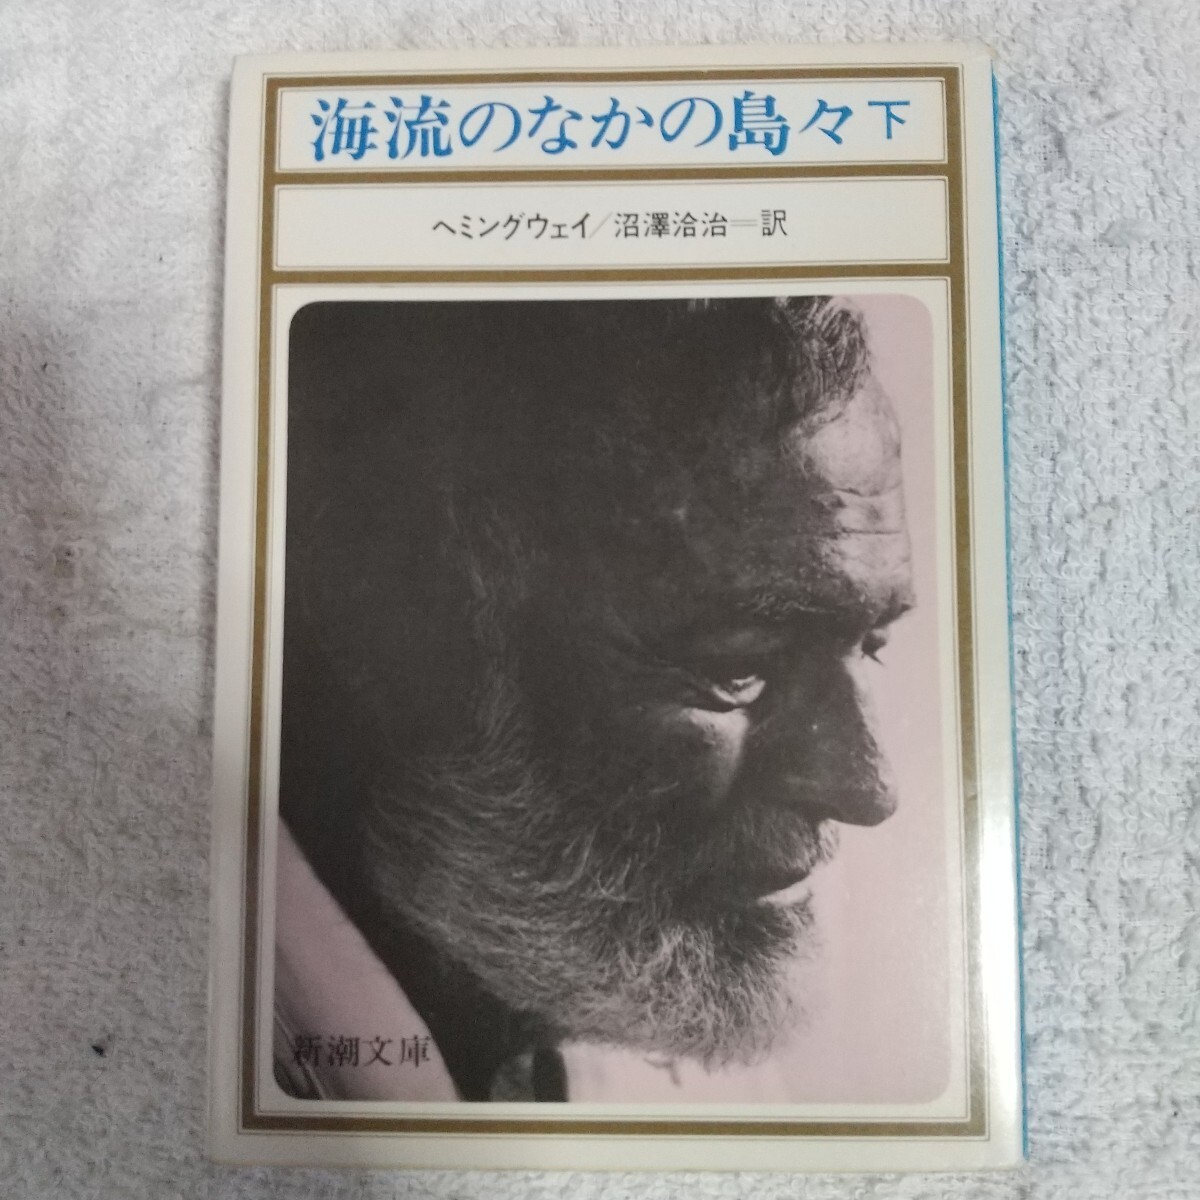 海流のなかの島々 下
ヘミングウェイ/沼澤洽治=訳
新潮文庫